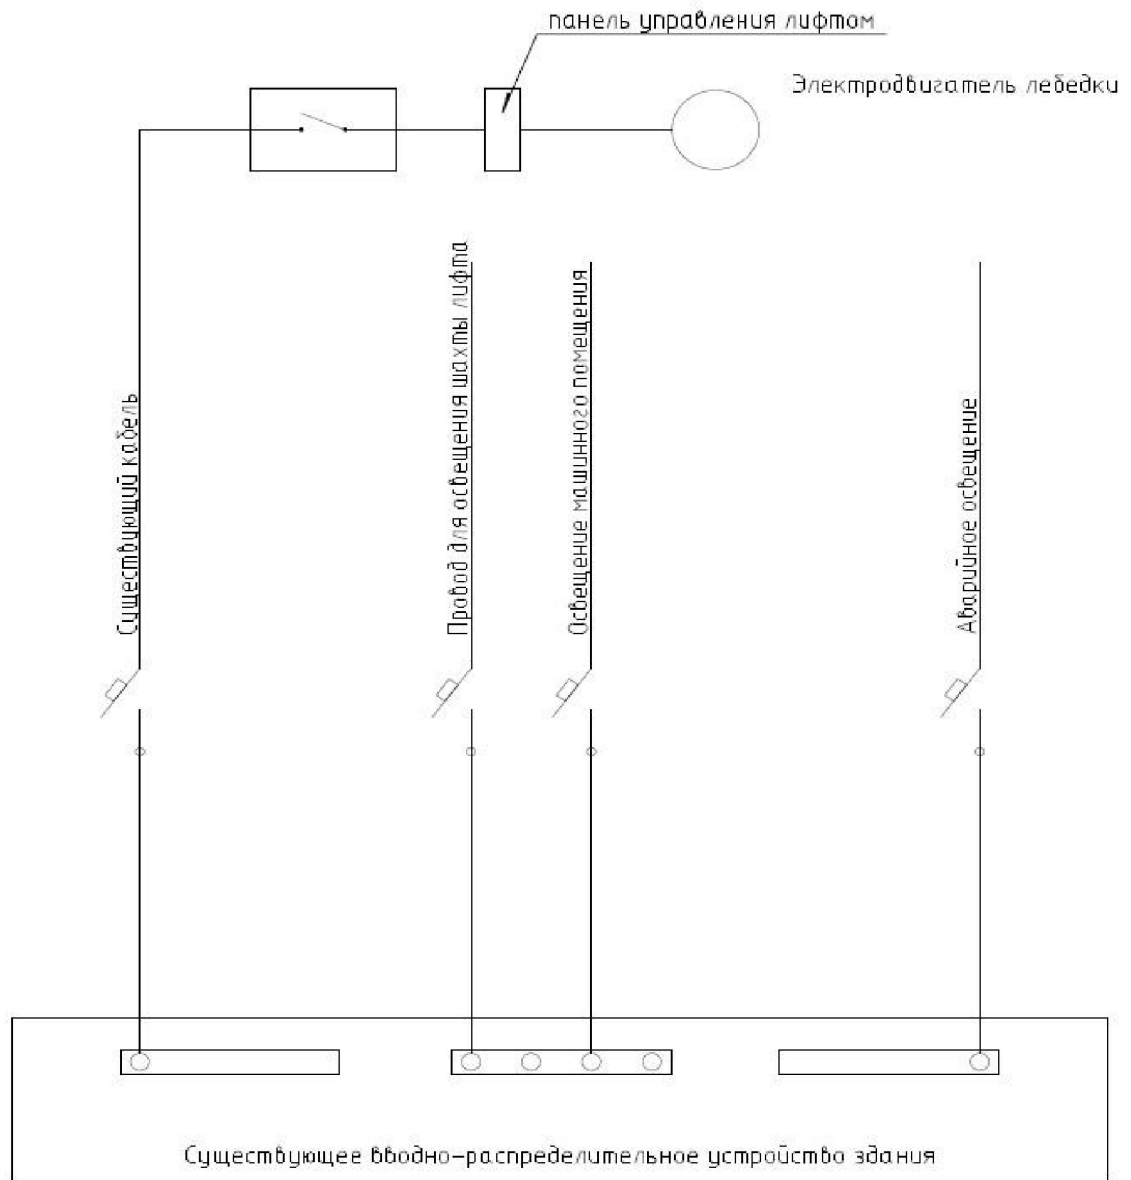 панель управления лифтом
Электродвигатель лебедки
Существующий кабель
Провод для освещения шахты лифта
Освещение машинного помещения
Аварийное освещение
Существующее вводно-распределительное устройство здания